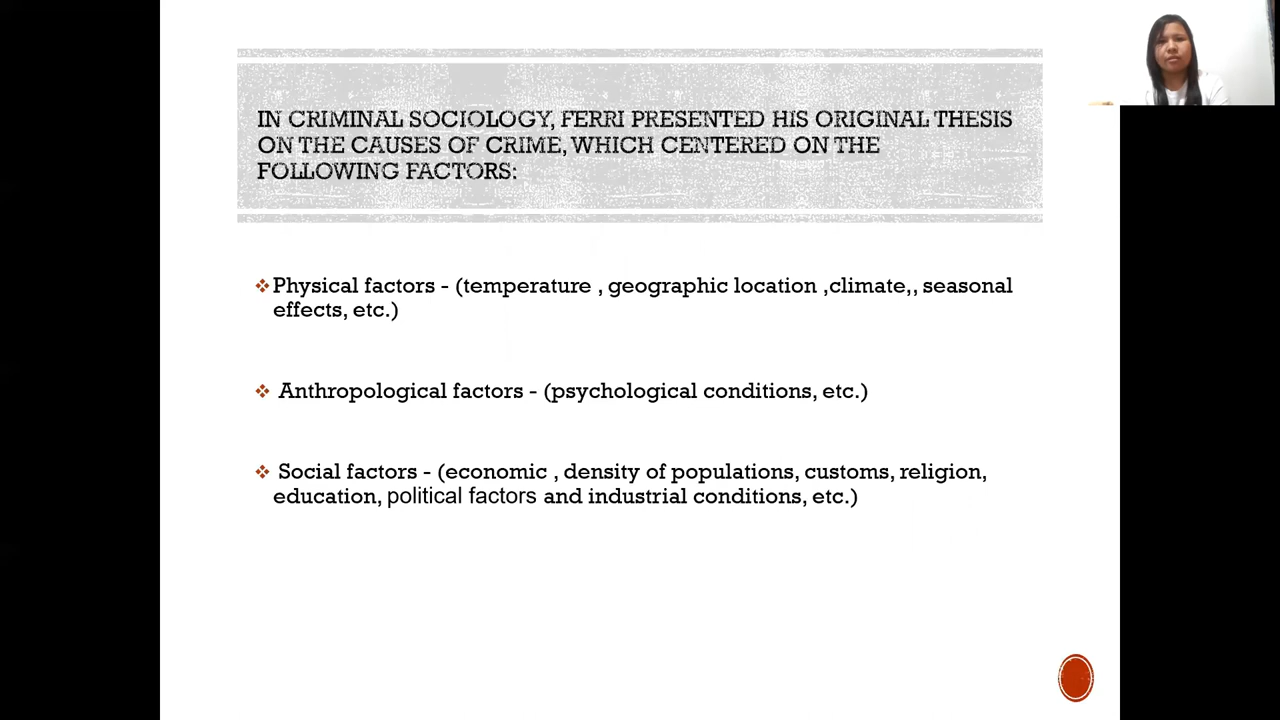 IN CRIMINAL SOCIOLOGY, FERRI PRESENTED HIS ORIGINAL THESIS
ON THE CAUSES OF CRIME, WHICH CENTERED ON THE
FOLLOWING FACTORS:
❖Physical factors - (temperature , geographic location ,climate,, seasonal
effects, etc.)
❖ Anthropological factors - (psychological conditions, etc.)
❖ Social factors - (economic , density of populations, customs, religion,
education, political factors and industrial conditions, etc.)